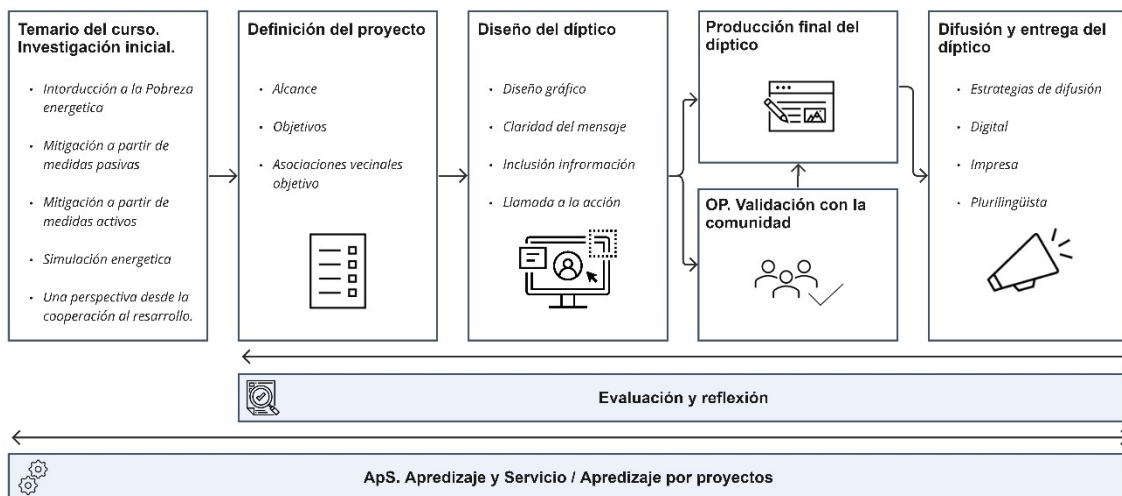 Temario del curso.
Investigación inicial.
• Intorducción a la Pobreza
energetica
• Mitigación a partir de
medidas pasivas
• Mitigación a partir de
medidas activos
• Simulación energetica
• Una perspectiva desde la
cooperación al resarrollo.
Definición del proyecto
• Alcance
• Objetivos
• Asociaciones vecinales
objetivo
Diseño del díptico
• Diseño gráfico
• Claridad del mensaje
• Inclusión infrormación
• Llamada a la acción
Producción final del
díptico
OP. Validación con la
comunidad
Difusión y entrega del
díptico
• Estrategias de difusión
• Digital
• Impresa
• Plurilingüista
Evaluación y reflexión
ApS. Apredizaje y Servicio / Apredizaje por proyectos